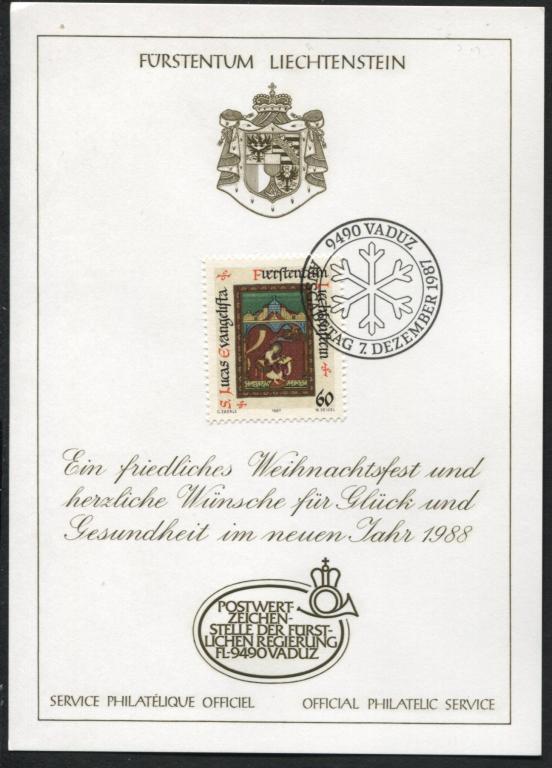 FÜRSTENTUM LIECHTENSTEIN
9490 VADUZ
TAG 7. DEZEMBER 1987
Fürstentum
Liechtenstein
S. Lucas Evangelista
60
1987
Ein friedliches Weihnachtsfest und
herzliche Wünsche für Glück und
Gesundheit im neuen Jahr 1988
POSTWERT-
ZEICHEN-
STELLE DER FÜRST-
LICHEN REGIERUNG
FL-9490 VADUZ
SERVICE PHILATÉLIQUE OFFICIEL
OFFICIAL PHILATELIC SERVICE